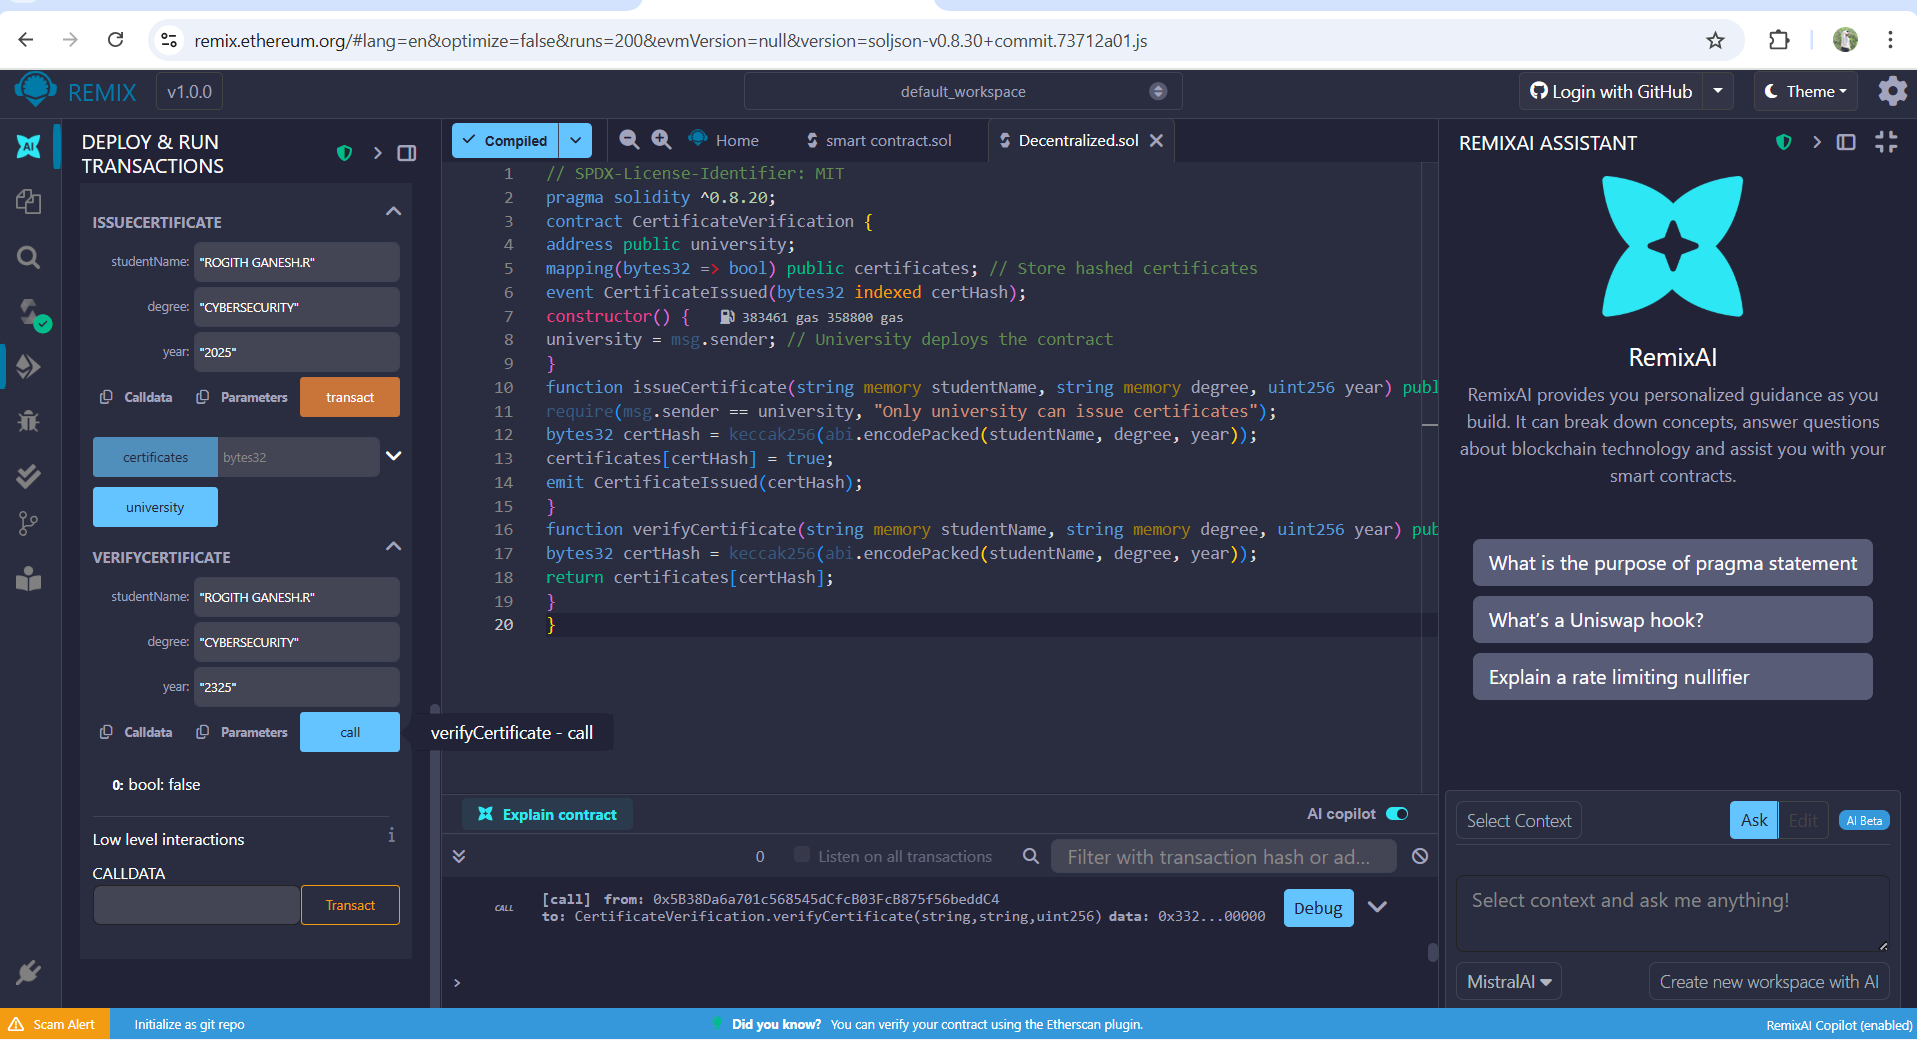 remix.ethereum.org/#lang=en&optimize=false&runs=200&evmVersion=null&version=soljson-v0.8.30+commit.73712a01.js
REMIX
v1.0.0
default_workspace
Login with GitHub
Theme
AI
DEPLOY & RUN
TRANSACTIONS
ISSUECERTIFICATE
studentName: "ROGITH GANESH.R"
degree: "CYBERSECURITY"
year: "2025"
Calldata Parameters transact
certificates bytes32
university
VERIFYCERTIFICATE
studentName: "ROGITH GANESH.R"
degree: "CYBERSECURITY"
year: "2325"
Calldata Parameters call
verifyCertificate - call
0: bool: false
Low level interactions i
CALLDATA
Transact
Compiled
Home
smart contract.sol
Decentralized.sol
1 // SPDX-License-Identifier: MIT
2 pragma solidity ^0.8.20;
3 contract CertificateVerification {
4 address public university;
5 mapping(bytes32 => bool) public certificates; // Store hashed certificates
6 event CertificateIssued(bytes32 indexed certHash);
7 constructor() { 383461 gas 358800 gas
8 university = msg.sender; // University deploys the contract
9 }
10 function issueCertificate(string memory studentName, string memory degree, uint256 year) publ
11 require(msg.sender == university, "Only university can issue certificates");
12 bytes32 certHash = keccak256(abi.encodePacked(studentName, degree, year));
13 certificates[certHash] = true;
14 emit CertificateIssued(certHash);
15 }
16 function verifyCertificate(string memory studentName, string memory degree, uint256 year) pub
17 bytes32 certHash = keccak256(abi.encodePacked(studentName, degree, year));
18 return certificates[certHash];
19 }
20 }
Explain contract
AI copilot
0
Listen on all transactions
Filter with transaction hash or ad...
CALL
[call] from: 0x5B38Da6a701c568545dCfcB03FcB875f56beddC4
to: CertificateVerification.verifyCertificate(string,string,uint256) data: 0x332...00000
Debug
>
REMIXAI ASSISTANT
RemixAI
RemixAI provides you personalized guidance as you
build. It can break down concepts, answer questions
about blockchain technology and assist you with your
smart contracts.
What is the purpose of pragma statement
What's a Uniswap hook?
Explain a rate limiting nullifier
Select Context
Ask
Edit
AI Beta
Select context and ask me anything!
MistralAI
Create new workspace with AI
Scam Alert
Initialize as git repo
Did you know? You can verify your contract using the Etherscan plugin.
RemixAI Copilot (enabled)